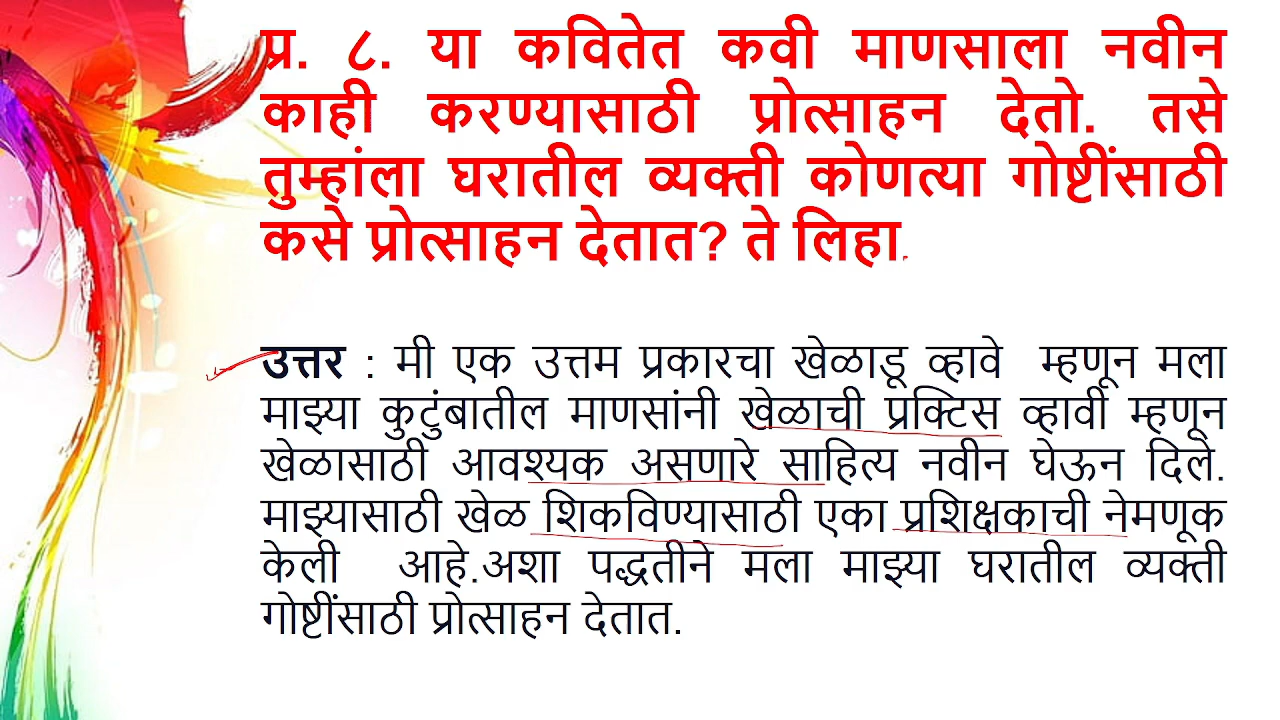 प्र. ८. या कवितेत कवी माणसाला नवीन
काही करण्यासाठी प्रोत्साहन देतो. तसे
तुम्हांला घरातील व्यक्ती कोणत्या गोष्टींसाठी
कसे प्रोत्साहन देतात? ते लिहा.
उत्तर : मी एक उत्तम प्रकारचा खेळाडू व्हावे म्हणून मला
माझ्या कुटुंबातील माणसांनी खेळाची प्रक्टिस व्हावी म्हणून
खेळासाठी आवश्यक असणारे साहित्य नवीन घेऊन दिले.
माझ्यासाठी खेळ शिकविण्यासाठी एका प्रशिक्षकाची नेमणूक
केली आहे.अशा पद्धतीने मला माझ्या घरातील व्यक्ती
गोष्टींसाठी प्रोत्साहन देतात.